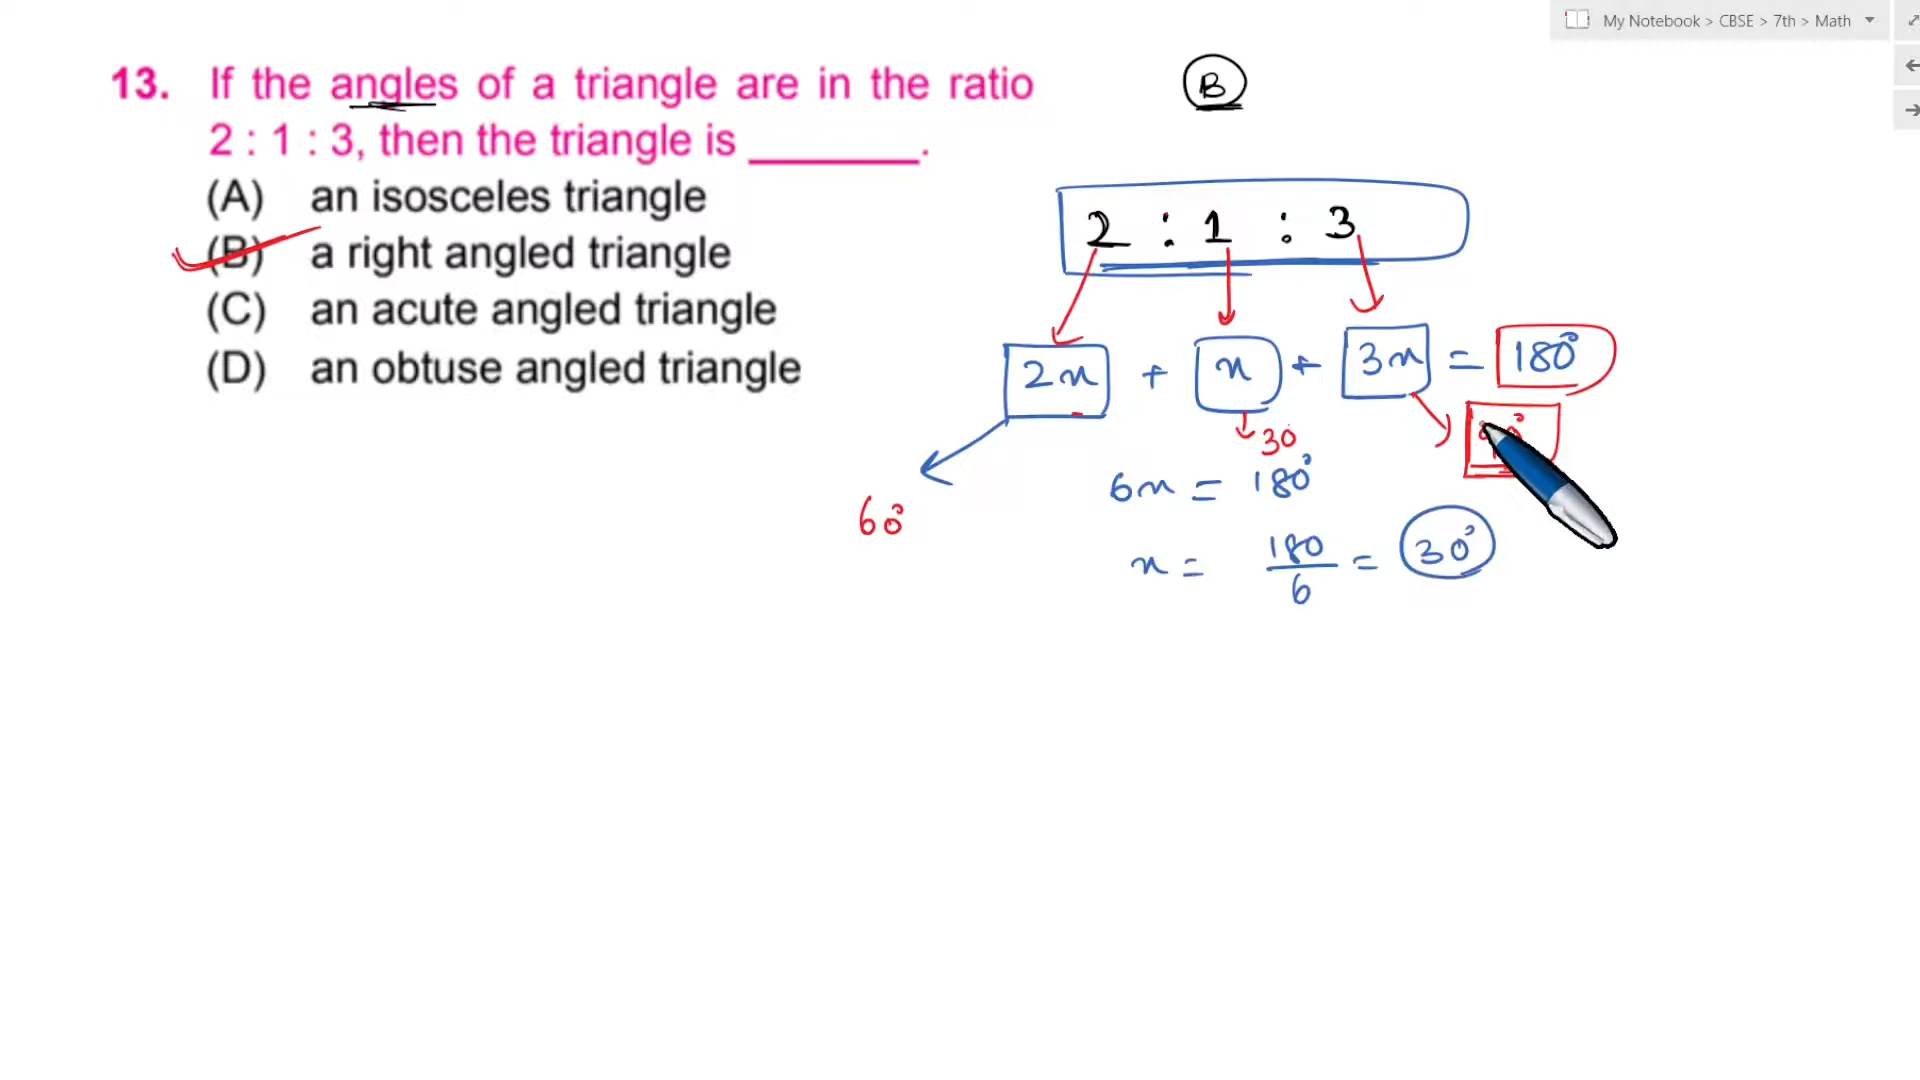 My Notebook > CBSE > 7th > Math
13. If the angles of a triangle are in the ratio
2 : 1 : 3, then the triangle is ________.
(A) an isosceles triangle
(B) a right angled triangle
(C) an acute angled triangle
(D) an obtuse angled triangle
B
2 : 1 : 3
2x + x + 3x = 180°
30
60°
6x = 180°
x = 180/6 = 30°